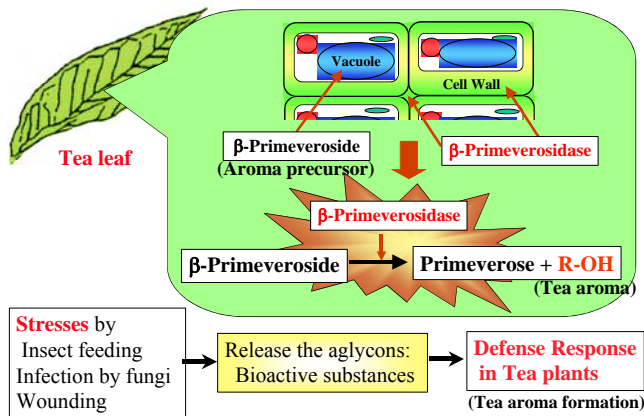 Vacuole
Cell Wall
Tea leaf
β-Primeveroside
(Aroma precursor)
β-Primeverosidase
β-Primeverosidase
β-Primeveroside
Primeverose + R-OH
(Tea aroma)
Stresses by
Insect feeding
Infection by fungi
Wounding
Release the aglycons:
Bioactive substances
Defense Response
in Tea plants
(Tea aroma formation)